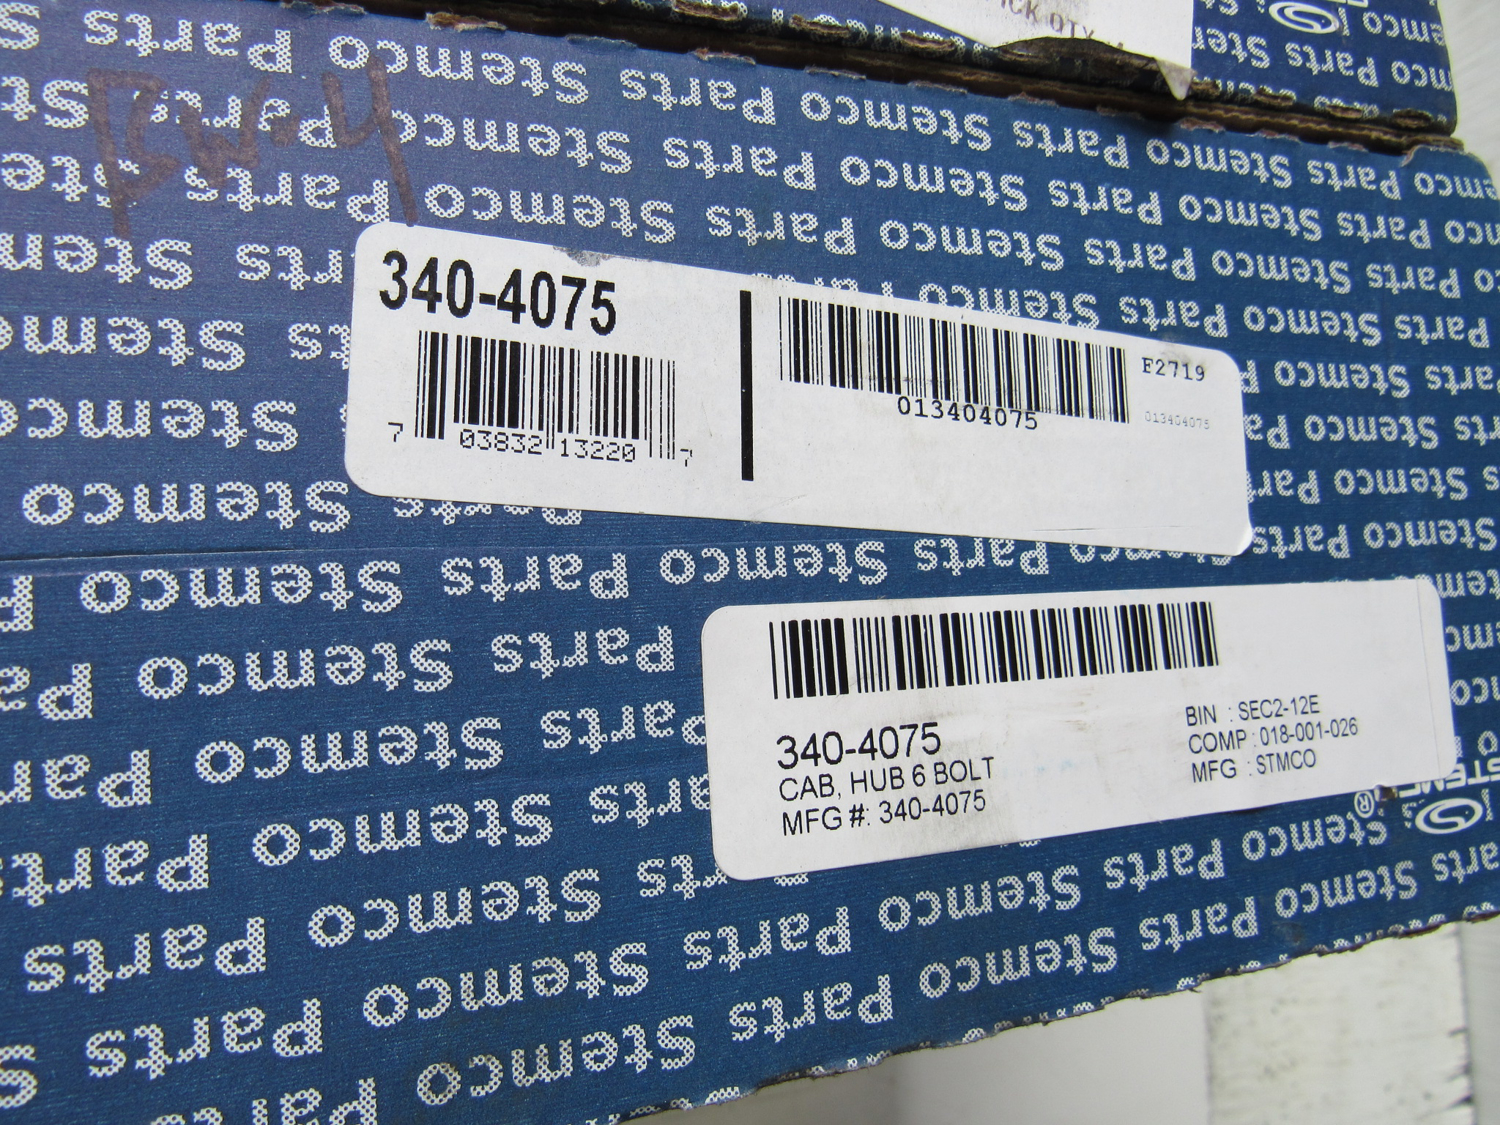 340-4075
7 03832 13220 7
013404075
F2719
013404075
340-4075
CAB, HUB 6 BOLT
MFG #: 340-4075
BIN : SEC2-12E
COMP : 018-001-026
MFG : STMCO
Stemco Parts Stemco Parts Stemco Parts